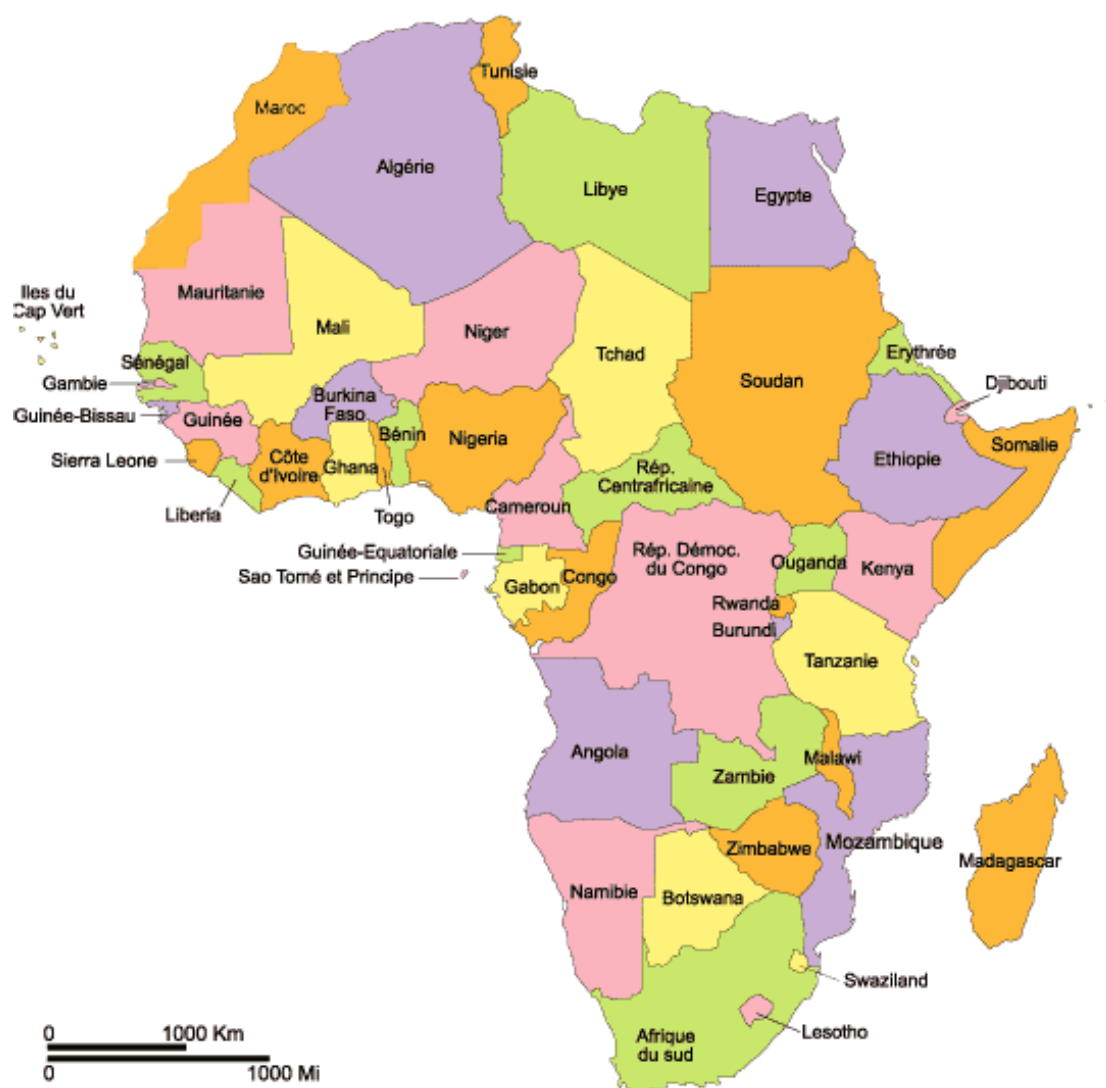 Tunisie
Maroc
Algérie
Libye
Egypte
Iles du
Cap Vert
Mauritanie
Mali
Niger
Tchad
Soudan
Erythrée
Djibouti
Sénégal
Gambie
Guinée-Bissau
Guinée
Burkina
Faso
Bénin
Nigeria
Ethiopie
Somalie
Sierra Leone
Côte
d'Ivoire
Ghana
Rép.
Centrafricaine
Liberia
Togo
Cameroun
Guinée-Equatoriale
Sao Tomé et Principe
Gabon
Congo
Rép. Démoc.
du Congo
Ouganda
Kenya
Rwanda
Burundi
Tanzanie
Angola
Zambie
Malawi
Mozambique
Zimbabwe
Madagascar
Namibie
Botswana
Swaziland
Lesotho
Afrique
du sud
0 1000 Km
0 1000 Mi